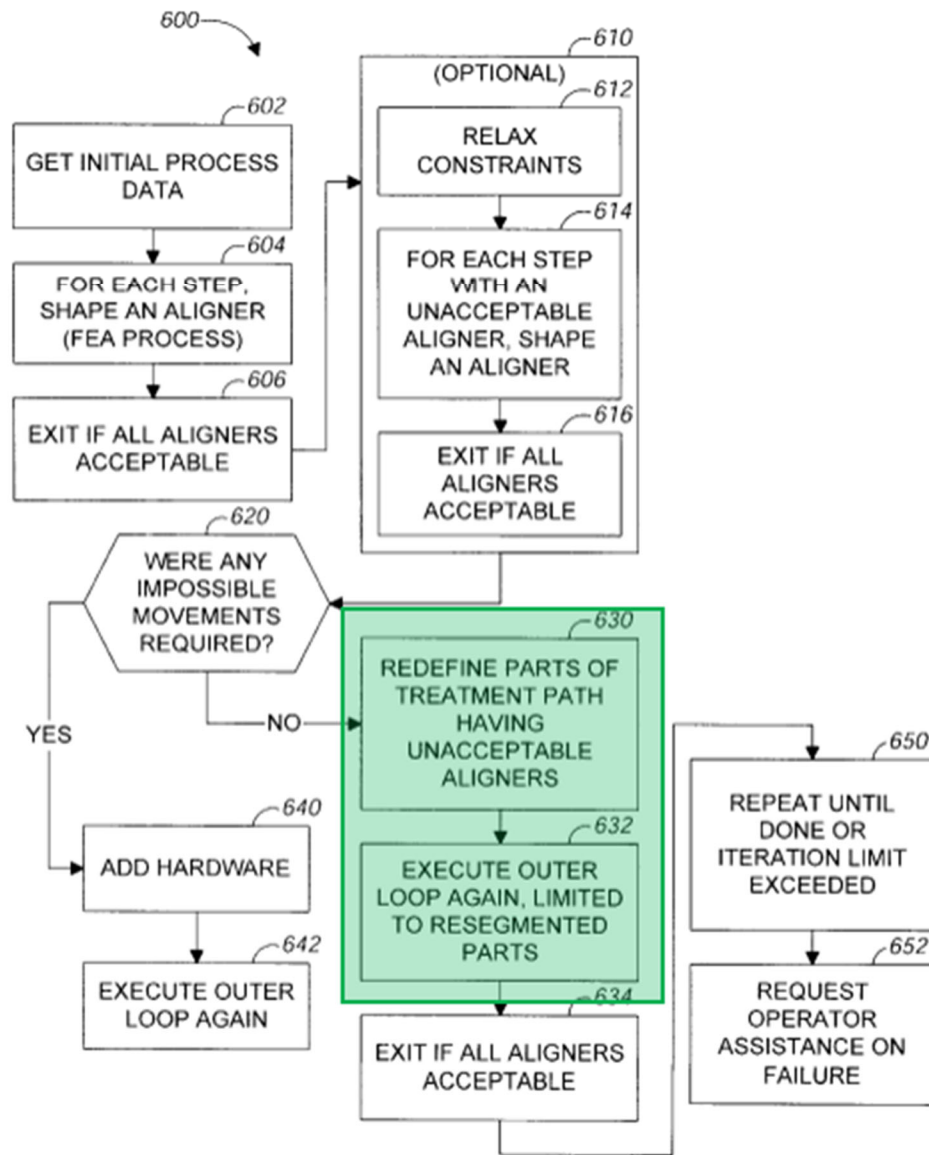 600
602
GET INITIAL PROCESS
DATA
604
FOR EACH STEP,
SHAPE AN ALIGNER
(FEA PROCESS)
606
EXIT IF ALL ALIGNERS
ACCEPTABLE
610
(OPTIONAL)
612
RELAX
CONSTRAINTS
614
FOR EACH STEP
WITH AN
UNACCEPTABLE
ALIGNER, SHAPE
AN ALIGNER
616
EXIT IF ALL
ALIGNERS
ACCEPTABLE
620
WERE ANY
IMPOSSIBLE
MOVEMENTS
REQUIRED?
YES
NO
630
REDEFINE PARTS OF
TREATMENT PATH
HAVING
UNACCEPTABLE
ALIGNERS
632
EXECUTE OUTER
LOOP AGAIN, LIMITED
TO RESEGMENTED
PARTS
634
EXIT IF ALL ALIGNERS
ACCEPTABLE
640
ADD HARDWARE
642
EXECUTE OUTER
LOOP AGAIN
650
REPEAT UNTIL
DONE OR
ITERATION LIMIT
EXCEEDED
652
REQUEST
OPERATOR
ASSISTANCE ON
FAILURE